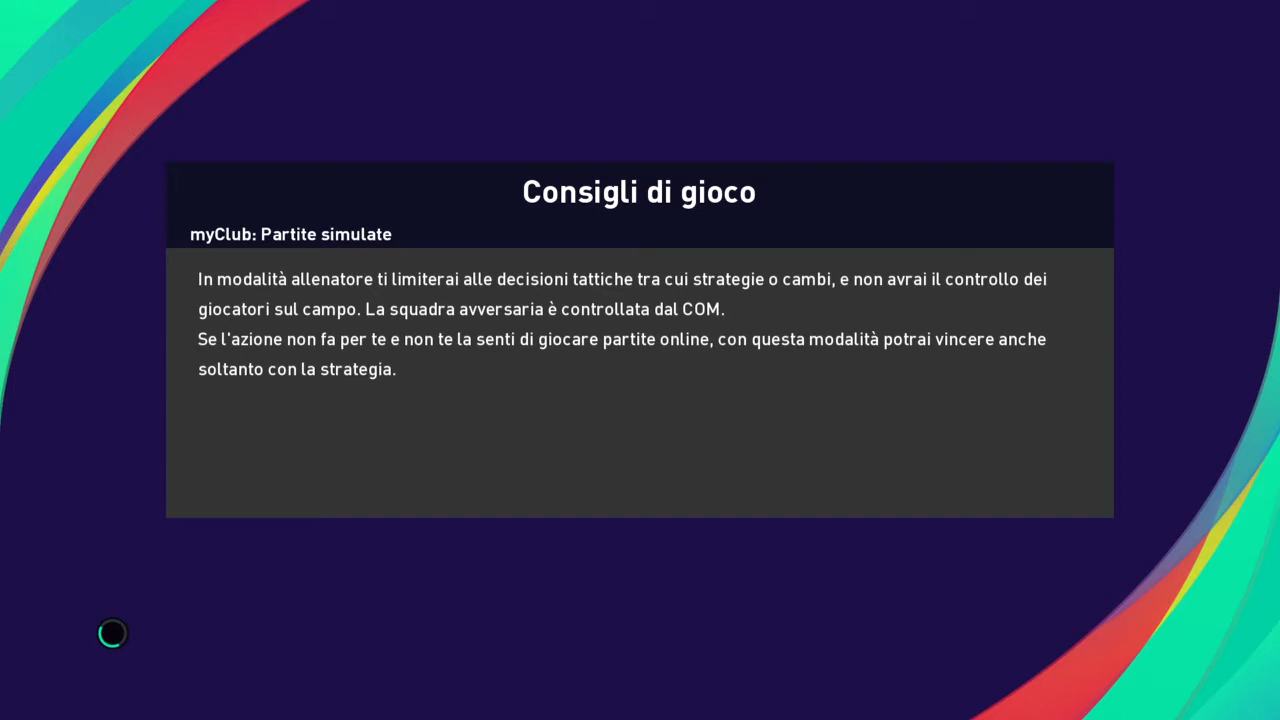 Consigli di gioco
myClub: Partite simulate
In modalità allenatore ti limiterai alle decisioni tattiche tra cui strategie o cambi, e non avrai il controllo dei
giocatori sul campo. La squadra avversaria è controllata dal COM.
Se l'azione non fa per te e non te la senti di giocare partite online, con questa modalità potrai vincere anche
soltanto con la strategia.